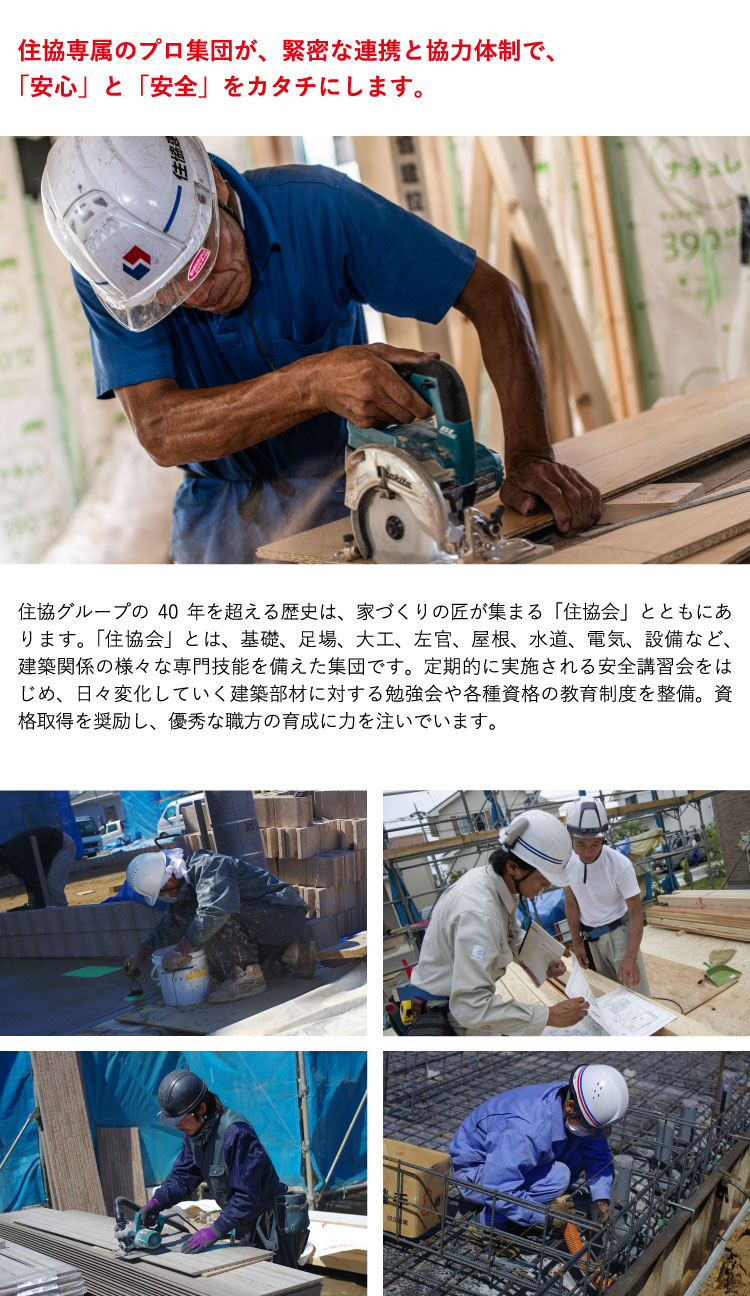 住協専属のプロ集団が、緊密な連携と協力体制で、
「安心」と「安全」をカタチにします。
住協
ナチュレ
390
makita
住協グループの 40 年を超える歴史は、家づくりの匠が集まる「住協会」とともにあ
ります。「住協会」とは、基礎、足場、大工、左官、屋根、水道、電気、設備など、
建築関係の様々な専門技能を備えた集団です。定期的に実施される安全講習会をは
じめ、日々変化していく建築部材に対する勉強会や各種資格の教育制度を整備。資
格取得を奨励し、優秀な職方の育成に力を注いでいます。